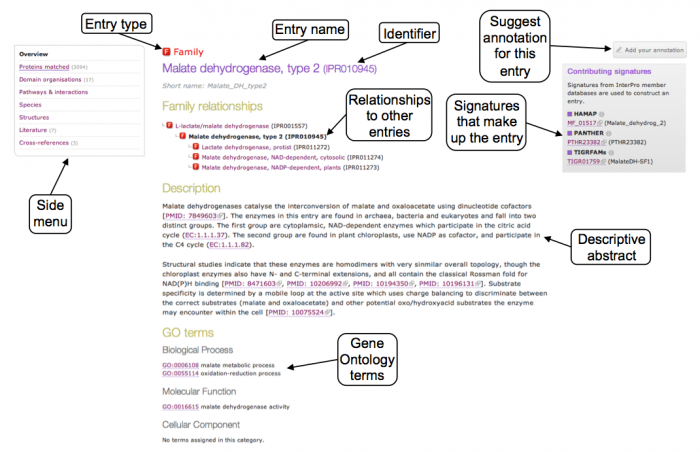 Entry type
Entry name
Identifier
Suggest
annotation
for this
entry
Overview
Proteins matched (3094)
Domain organisations (17)
Pathways & interactions
Species
Structures
Literature (7)
Cross-references (3)
Side
menu
F Family
Malate dehydrogenase, type 2 (IPR010945)
Short name: Malate_DH_type2
Family relationships
F L-lactate/malate dehydrogenase (IPR001557)
F Malate dehydrogenase, type 2 (IPR010945)
F Lactate dehydrogenase, protist (IPR011272)
F Malate dehydrogenase, NAD-dependent, cytosolic (IPR011274)
F Malate dehydrogenase, NADP-dependent, plants (IPR011273)
Relationships
to other
entries
Signatures
that make
up the entry
Add your annotation
Contributing signatures
Signatures from InterPro member
databases are used to construct an
entry.
HAMAP
MF_01517 (Malate_dehydrog_2)
PANTHER
PTHR23382 (PTHR23382)
TIGRFAMs
TIGR01759 (MalateDH-SF1)
Description
Malate dehydrogenases catalyse the interconversion of malate and oxaloacetate using dinucleotide cofactors
[PMID: 7849603]. The enzymes in this entry are found in archaea, bacteria and eukaryotes and fall into two
distinct groups. The first group are cytoplamsic, NAD-dependent enzymes which participate in the citric acid
cycle (EC:1.1.1.37). The second group are found in plant chloroplasts, use NADP as cofactor, and participate in
the C4 cycle (EC:1.1.1.82).
Structural studies indicate that these enzymes are homodimers with very sinmilar overall topology, though the
chloroplast enzymes also have N- and C-terminal extensions, and all contain the classical Rossman fold for
NAD(P)H binding [PMID: 8471603, PMID: 10206992, PMID: 10194350, PMID: 10196131]. Substrate
specificity is determined by a mobile loop at the active site which uses charge balancing to discriminate between
the correct substrates (malate and oxaloacetate) and other potential oxo/hydroxyacid substrates the enzyme
may encounter within the cell [PMID: 10075524].
Descriptive
abstract
GO terms
Biological Process
GO:0006108 malate metabolic process
GO:0055114 oxidation-reduction process
Molecular Function
GO:0016615 malate dehydrogenase activity
Cellular Component
No terms assigned in this category.
Gene
Ontology
terms